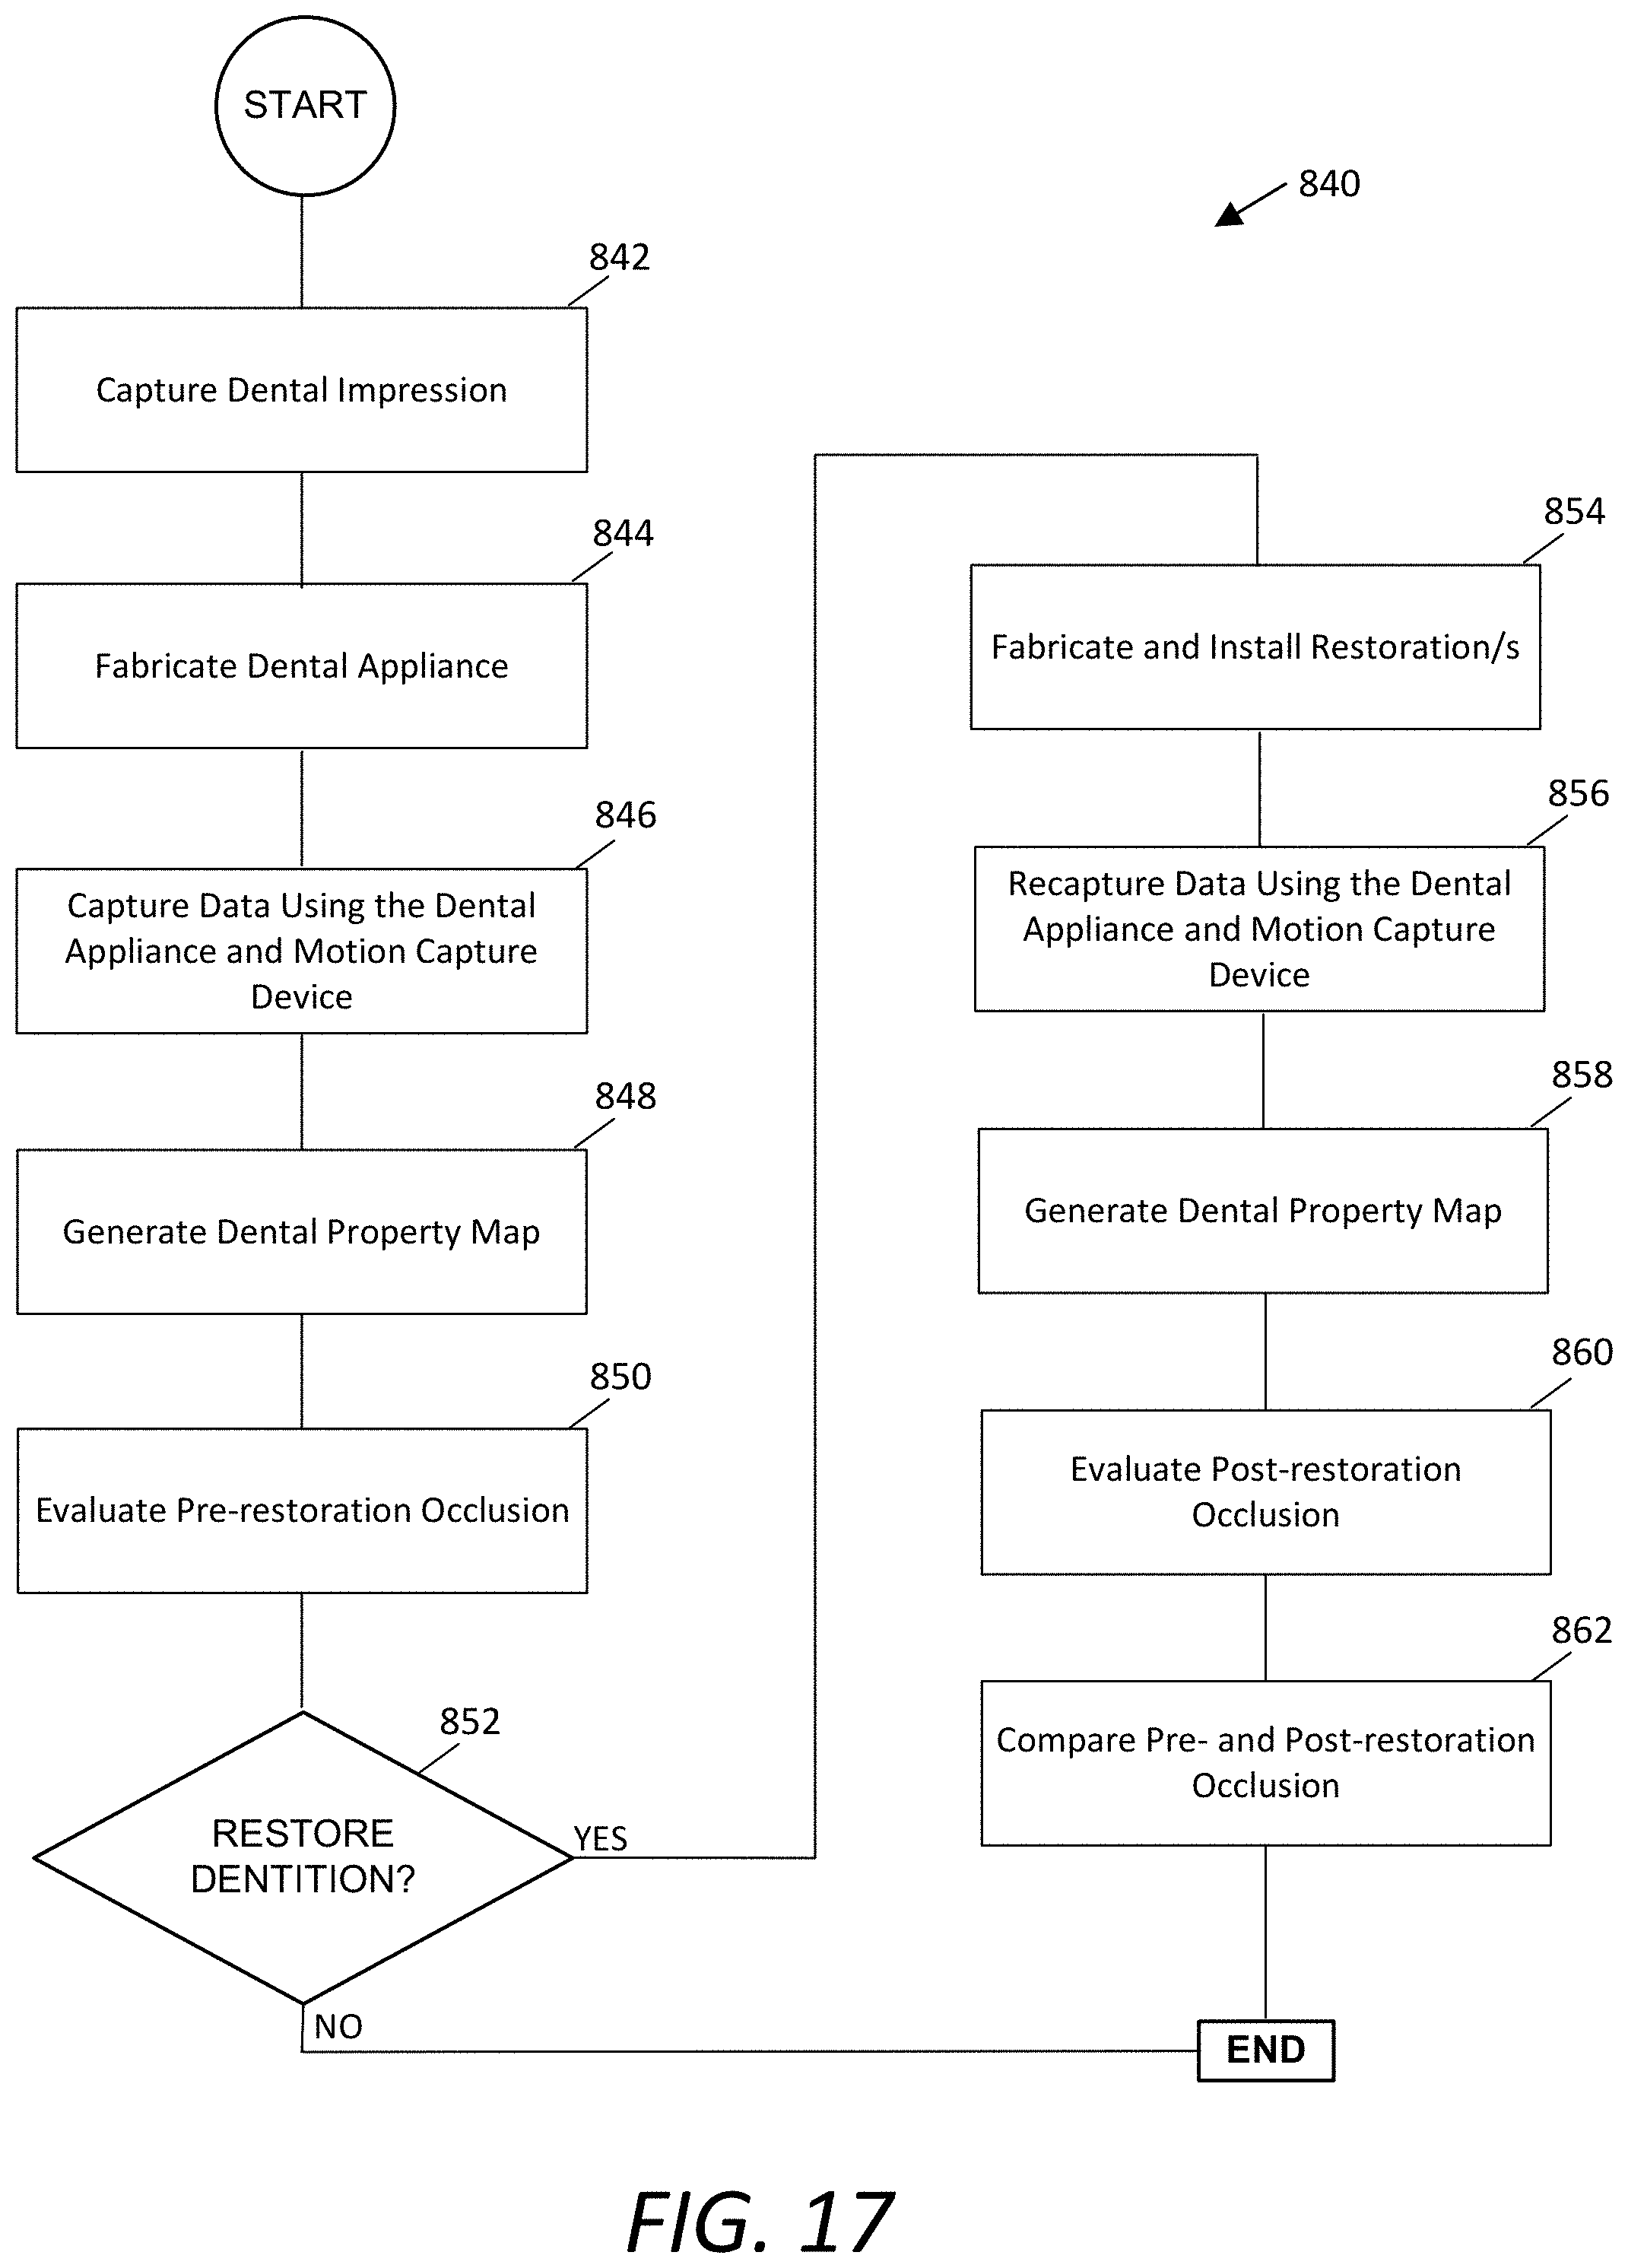 START
840
842
Capture Dental Impression
844
Fabricate Dental Appliance
846
Capture Data Using the Dental
Appliance and Motion Capture
Device
848
Generate Dental Property Map
850
Evaluate Pre-restoration Occlusion
852
RESTORE
DENTITION?
YES
NO
854
Fabricate and Install Restoration/s
856
Recapture Data Using the Dental
Appliance and Motion Capture
Device
858
Generate Dental Property Map
860
Evaluate Post-restoration
Occlusion
862
Compare Pre- and Post-restoration
Occlusion
END
FIG. 17